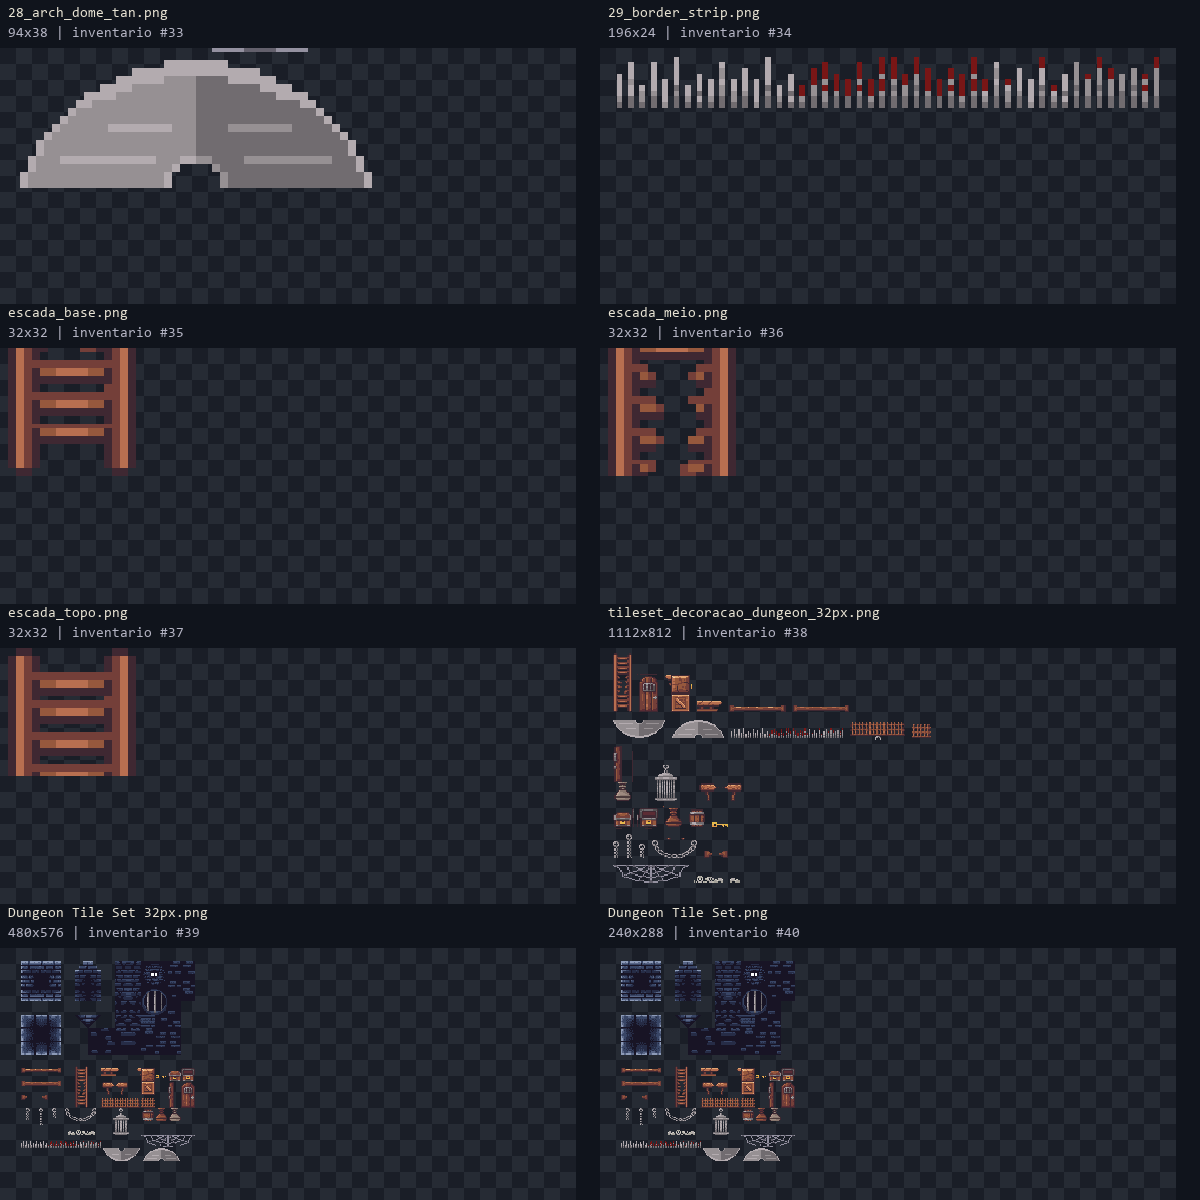 28_arch_dome_tan.png
94x38 | inventario #33
29_border_strip.png
196x24 | inventario #34
escada_base.png
32x32 | inventario #35
escada_meio.png
32x32 | inventario #36
escada_topo.png
32x32 | inventario #37
tileset_decoracao_dungeon_32px.png
1112x812 | inventario #38
Dungeon Tile Set 32px.png
480x576 | inventario #39
Dungeon Tile Set.png
240x288 | inventario #40